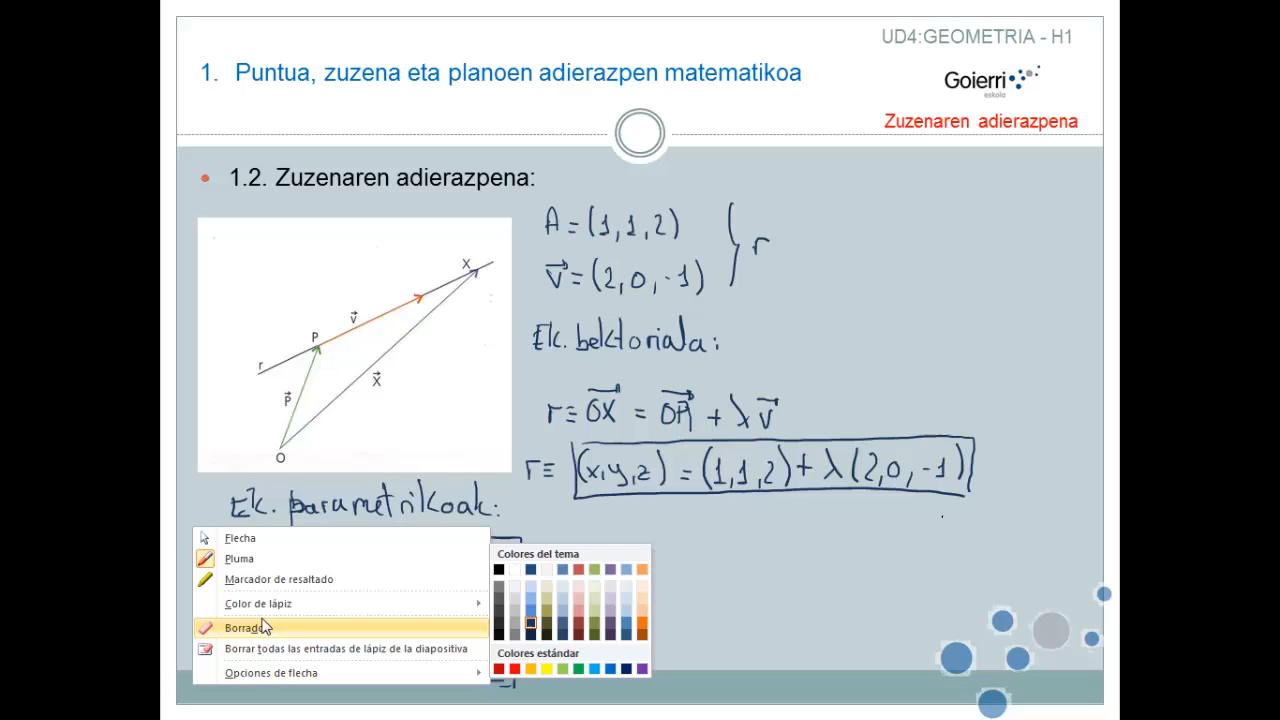 UD4:GEOMETRIA - H1
1. Puntua, zuzena eta planoen adierazpen matematikoa
Goierri
eskola
Zuzenaren adierazpena
1.2. Zuzenaren adierazpena:
A = (1, 1, 2)
v⃗ = (2, 0, -1)
r
X
v⃗
P
r
X⃗
P⃗
O
Ek. bektoriala:
r ≡ OX⃗ = OA⃗ + λ v⃗
r ≡ (x, y, z) = (1, 1, 2) + λ (2, 0, -1)
Ek. parametrikoak:
Flecha
Pluma
Marcador de resaltado
Color de lápiz
Borrador
Borrar todas las entradas de lápiz de la diapositiva
Opciones de flecha
Colores del tema
Colores estándar